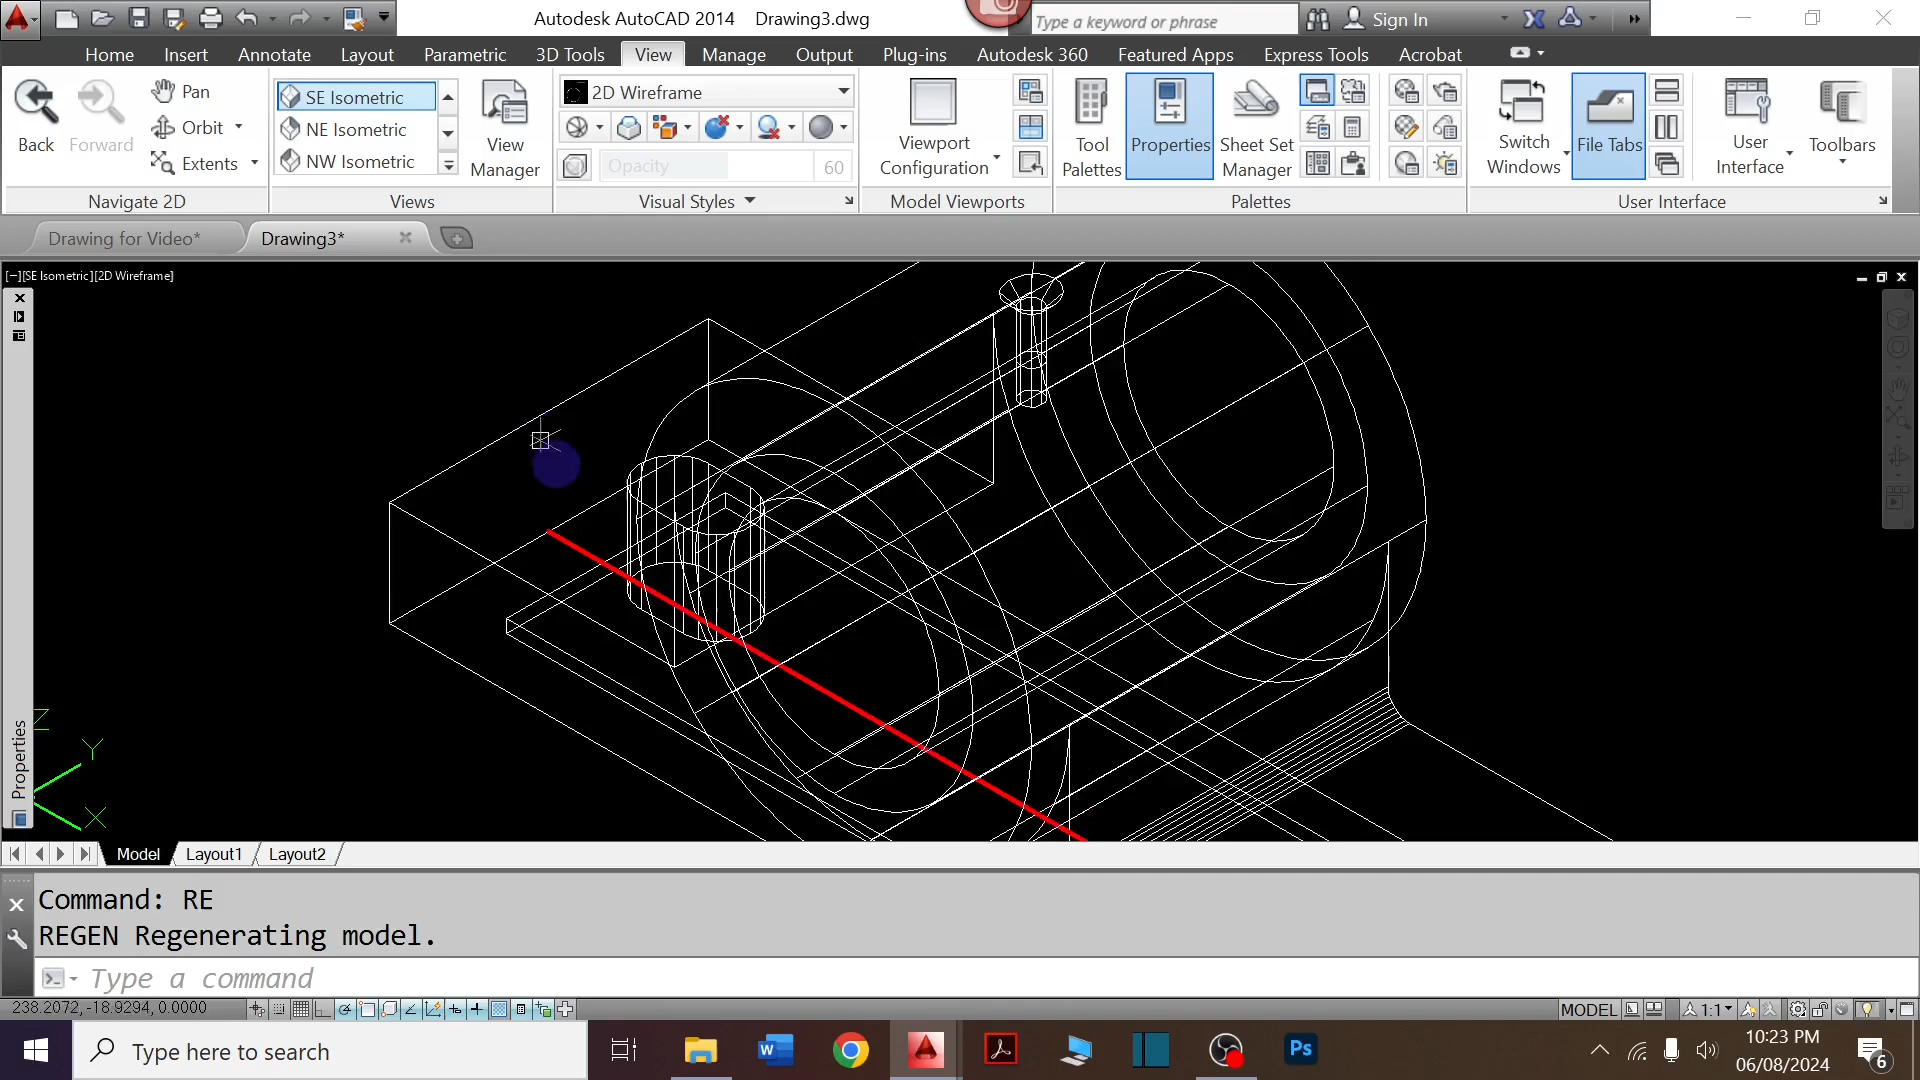 Autodesk AutoCAD 2014 Drawing3.dwg
Type a keyword or phrase
Sign In
Home Insert Annotate Layout Parametric 3D Tools View Manage Output Plug-ins Autodesk 360 Featured Apps Express Tools Acrobat
Back
Forward
Pan
Orbit
Extents
Navigate 2D
SE Isometric
NE Isometric
NW Isometric
View
Manager
Views
2D Wireframe
Opacity 60
Visual Styles
Viewport
Configuration
Model Viewports
Tool
Palettes
Properties
Sheet Set
Manager
Palettes
Switch
Windows
File Tabs
User
Interface
Toolbars
User Interface
Drawing for Video*
Drawing3*
[−][SE Isometric][2D Wireframe]
Properties
Z
Y
X
Model Layout1 Layout2
Command: RE
REGEN Regenerating model.
Type a command
238.2072, -18.9294, 0.0000
MODEL
1:1
Type here to search
W
Ps
10:23 PM
06/08/2024
6